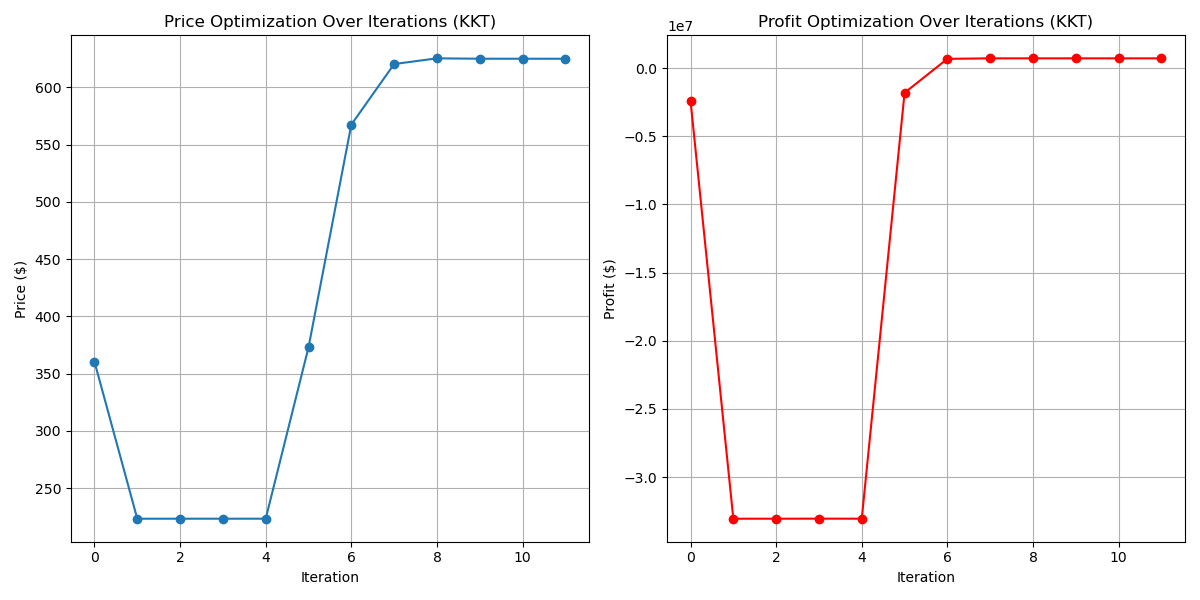 Price Optimization Over Iterations (KKT)
Price ($)
600
550
500
450
400
350
300
250
0 2 4 6 8 10
Iteration
Profit Optimization Over Iterations (KKT)
1e7
Profit ($)
0.0
−0.5
−1.0
−1.5
−2.0
−2.5
−3.0
0 2 4 6 8 10
Iteration